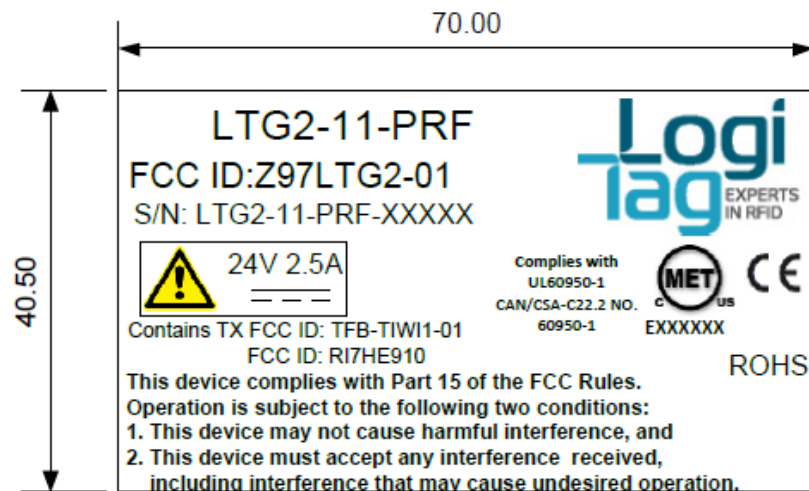 70.00
40.50
LTG2-11-PRF
FCC ID:Z97LTG2-01
S/N: LTG2-11-PRF-XXXXX
Logi
Tag
EXPERTS
IN RFID
24V 2.5A
Complies with
UL60950-1
CAN/CSA-C22.2 NO.
60950-1
MET
C US
EXXXXXX
CE
Contains TX FCC ID: TFB-TIWI1-01
FCC ID: RI7HE910
ROHS
This device complies with Part 15 of the FCC Rules.
Operation is subject to the following two conditions:
1. This device may not cause harmful interference, and
2. This device must accept any interference received,
including interference that may cause undesired operation.